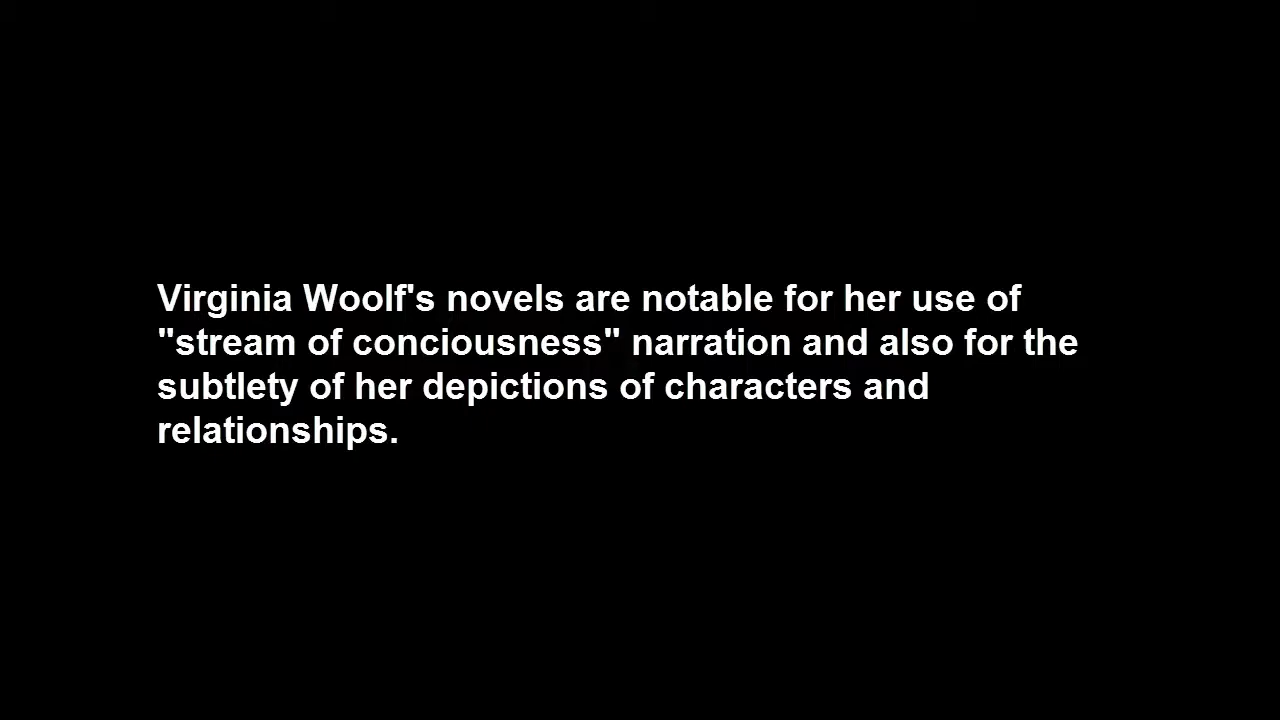 Virginia Woolf's novels are notable for her use of
"stream of conciousness" narration and also for the
subtlety of her depictions of characters and
relationships.